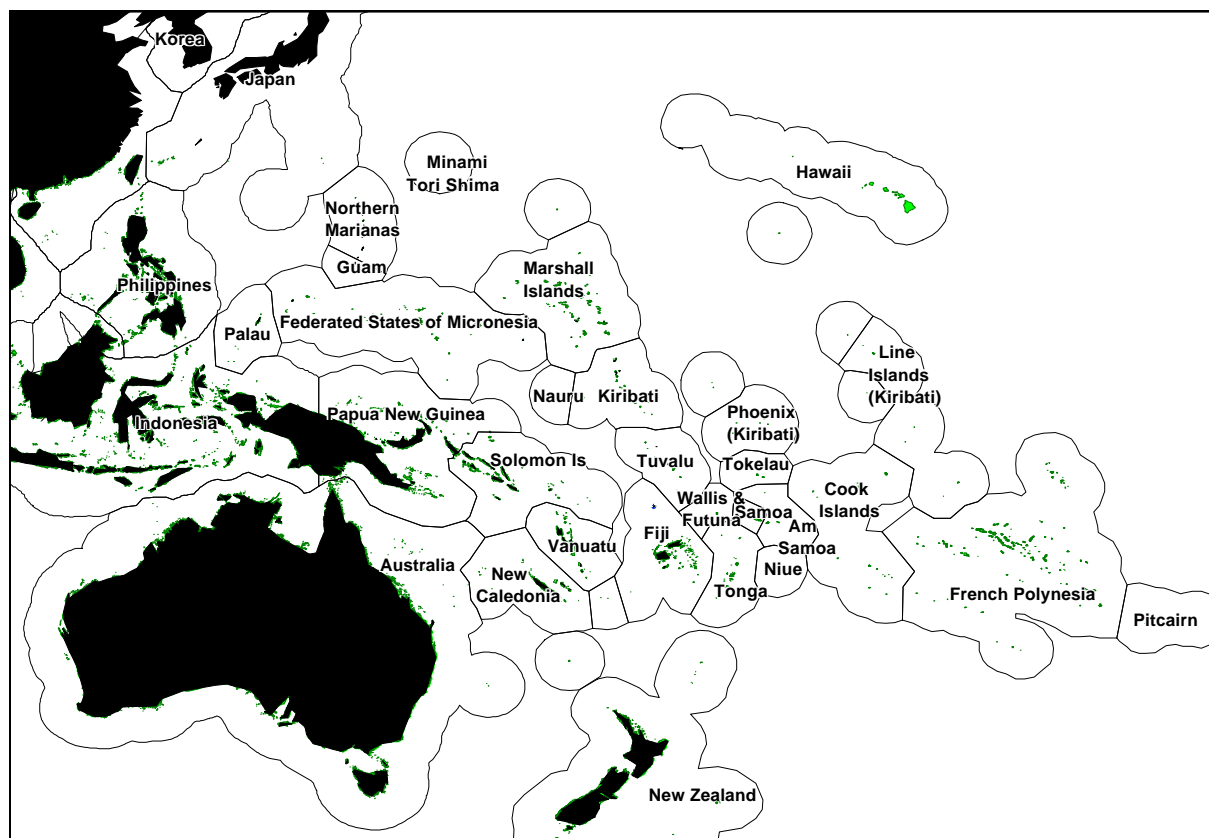 Korea
Japan
Minami
Tori Shima
Hawaii
Northern
Marianas
Guam
Philippines
Marshall
Islands
Palau
Federated States of Micronesia
Line
Islands
(Kiribati)
Nauru
Kiribati
Phoenix
(Kiribati)
Indonesia
Papua New Guinea
Solomon Is
Tuvalu
Tokelau
Cook
Islands
Wallis &
Futuna
Samoa
Am
Samoa
Fiji
Vanuatu
Niue
Australia
New
Caledonia
Tonga
French Polynesia
Pitcairn
New Zealand